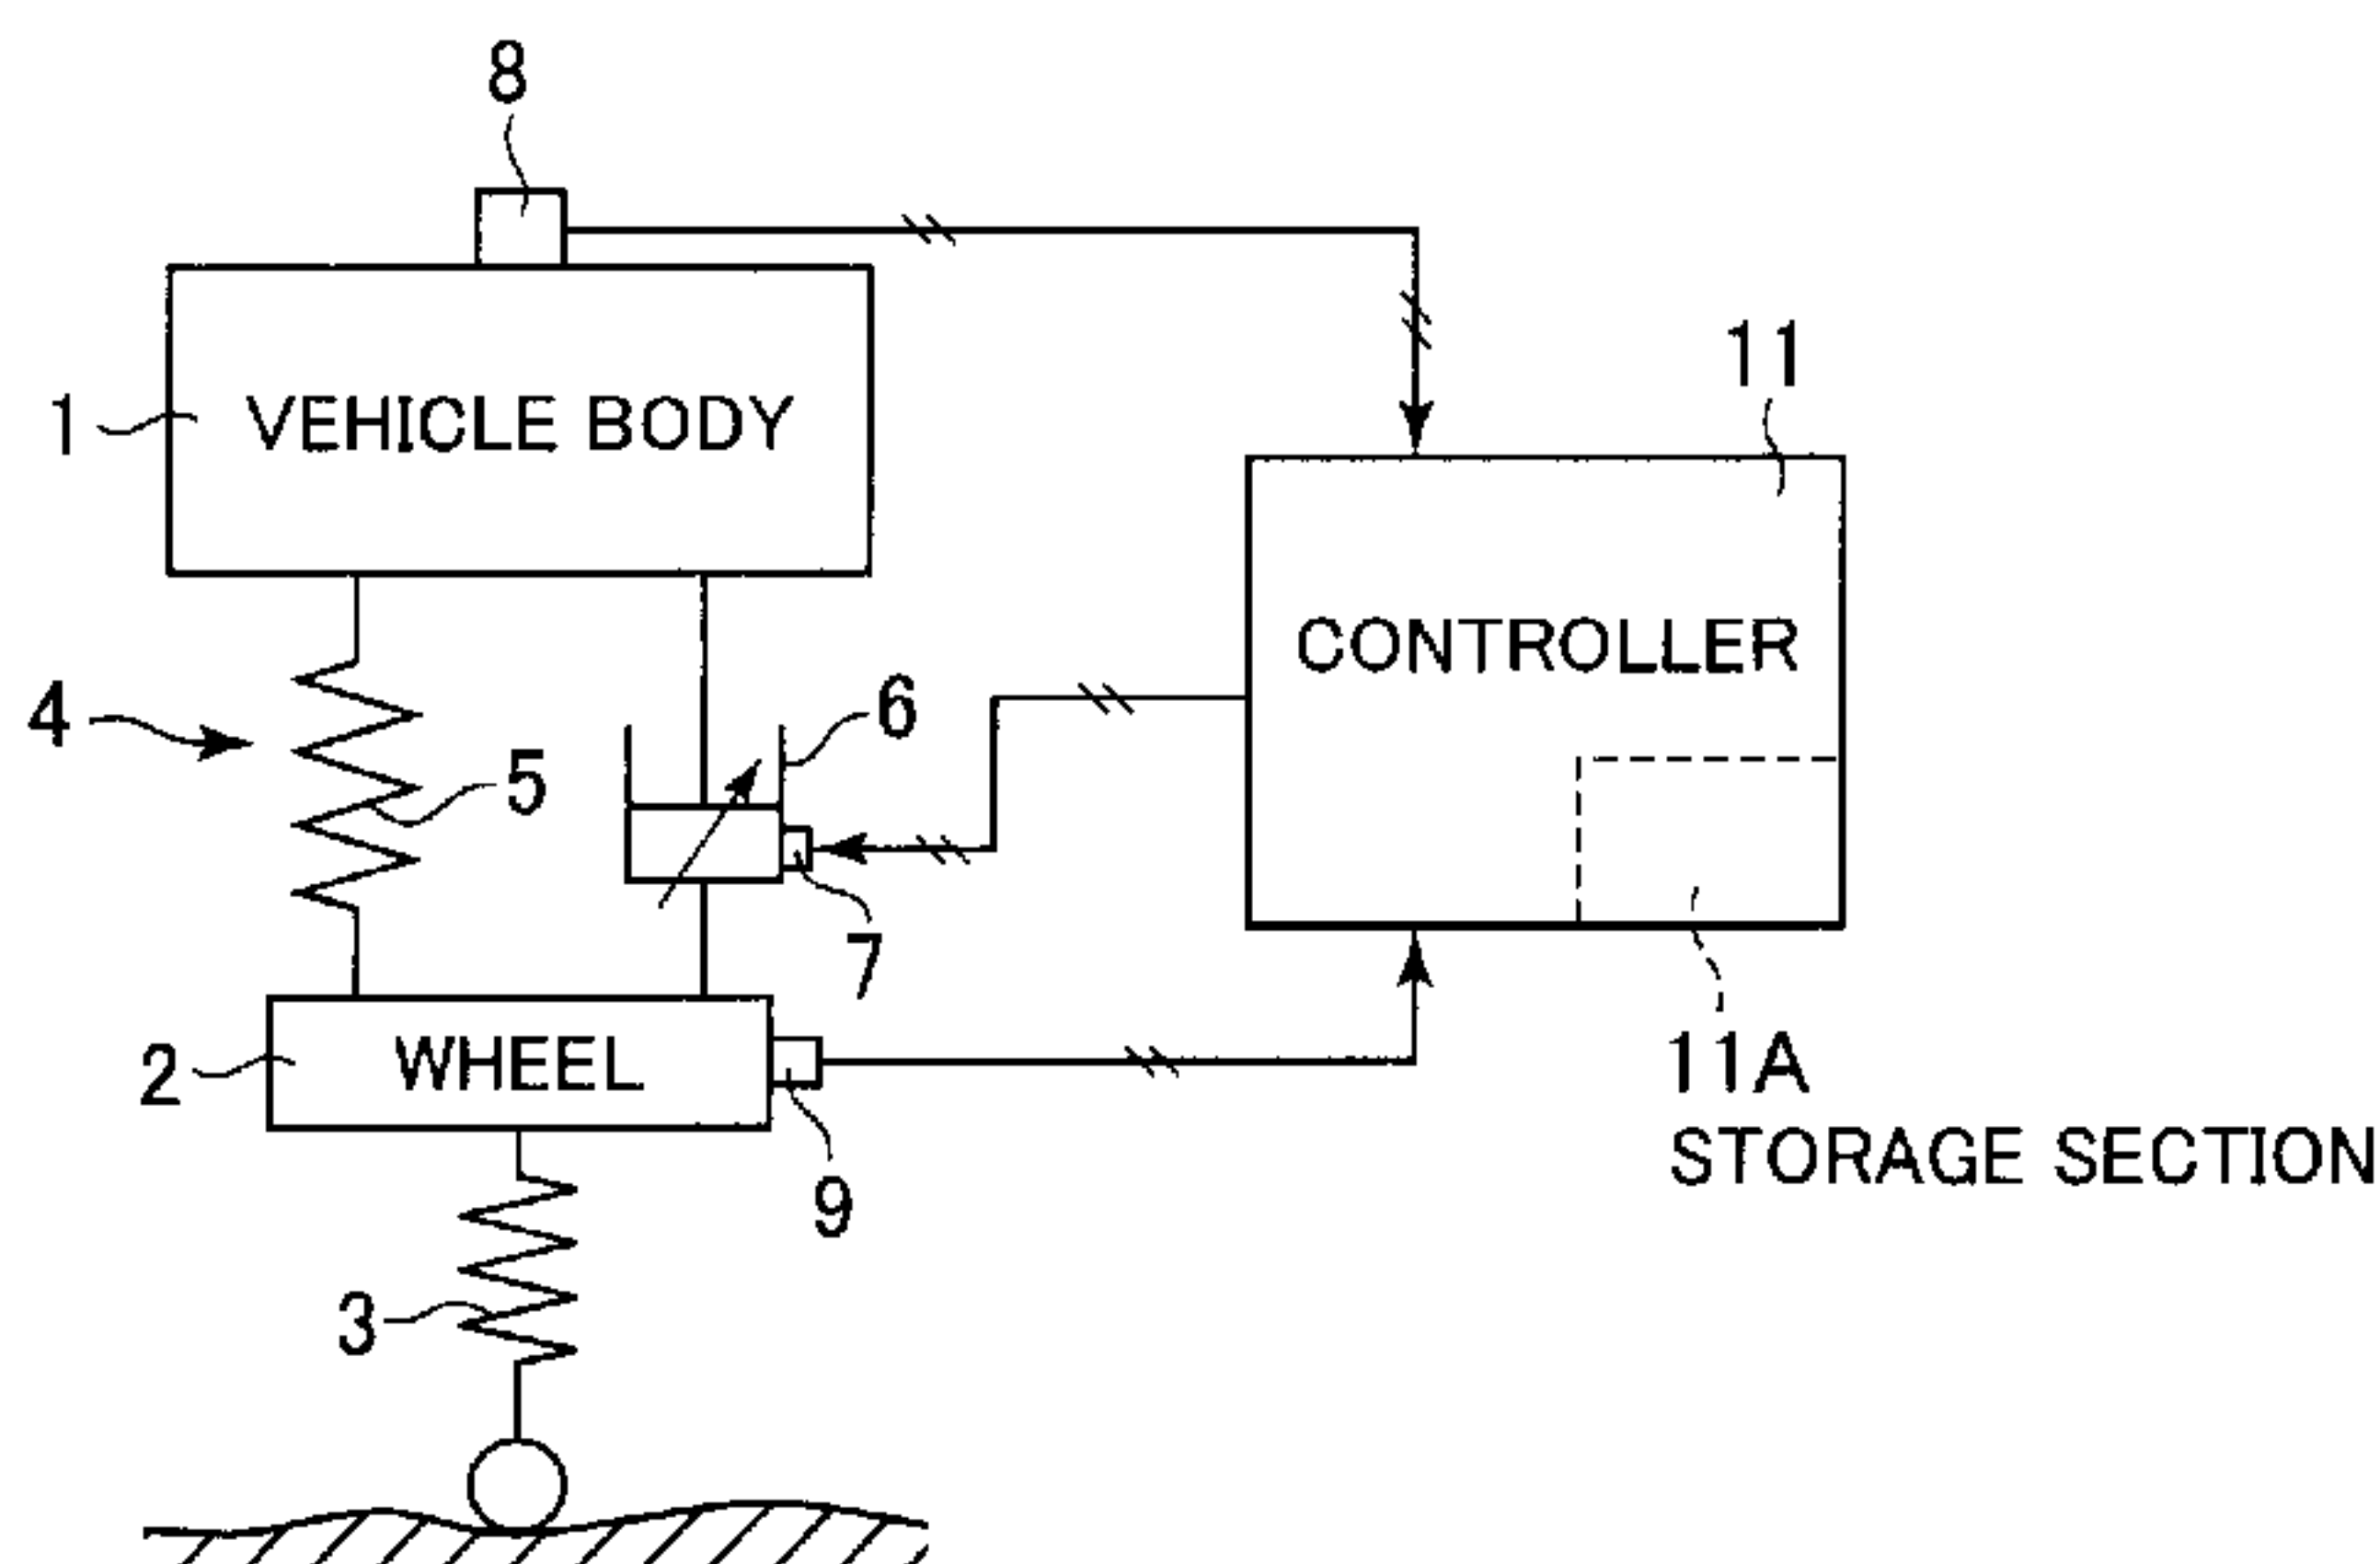 8
1
VEHICLE BODY
11
CONTROLLER
4
5
6
7
2
WHEEL
9
11A
STORAGE SECTION
3